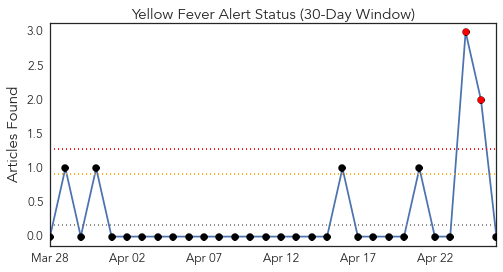 Yellow Fever Alert Status (30-Day Window)
Articles Found
3.0
2.5
2.0
1.5
1.0
0.5
0.0
Mar 28 Apr 02 Apr 07 Apr 12 Apr 17 Apr 22